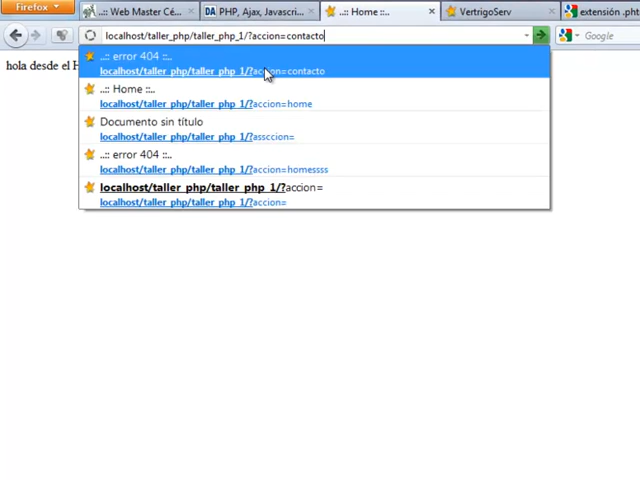 Firefox
..:: Web Master Cé...
PHP, Ajax, Javascri...
..:: Home ::..
VertrigoServ
extensión .pht
localhost/taller_php/taller_php_1/?accion=contacto
Google
hola desde el H
..:: error 404 ::..
localhost/taller_php/taller_php_1/?accion=contacto
..:: Home ::..
localhost/taller_php/taller_php_1/?accion=home
Documento sin título
localhost/taller_php/taller_php_1/?assccion=
..:: error 404 ::..
localhost/taller_php/taller_php_1/?accion=homessss
localhost/taller_php/taller_php_1/?accion=
localhost/taller_php/taller_php_1/?accion=